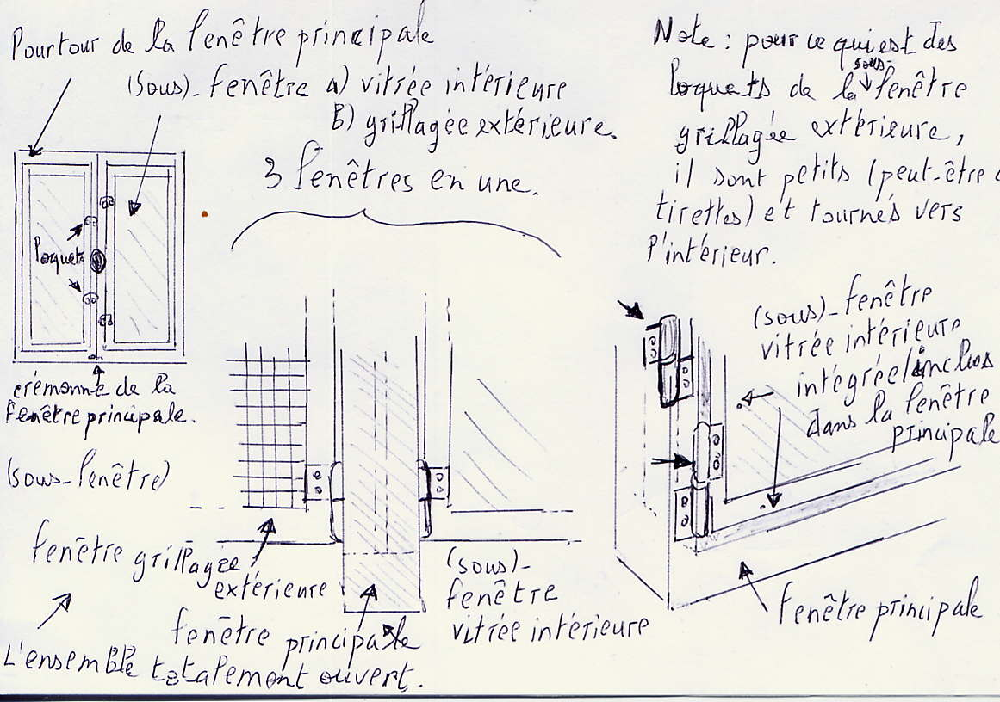 Pourtour de la fenêtre principale
(sous)-fenêtre a) vitrée intérieure
B) grillagée extérieure.
3 fenêtres en une.
Loquets
crémonne de la
fenêtre principale.
(sous-fenêtre)
fenêtre grillagée
extérieure
fenêtre principale
L'ensemble totalement ouvert.
(sous)-
fenêtre
vitrée intérieure
Note : pour ce qui est des
loquets de la sous-fenêtre
grillagée extérieure,
il sont petits (peut-être
tirettes) et tournés vers
l'intérieur.
(sous)-fenêtre
vitrée intérieure
intégrée/inclus
dans la fenêtre
principale
fenêtre principale